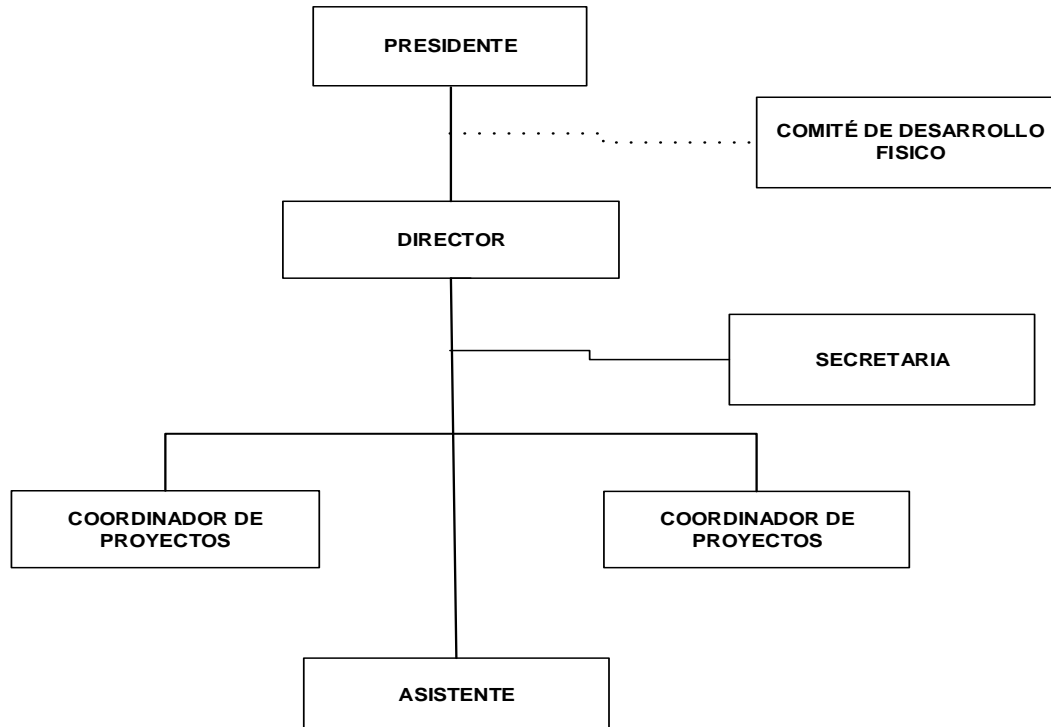 PRESIDENTE
COMITÉ DE DESARROLLO
FISICO
DIRECTOR
SECRETARIA
COORDINADOR DE
PROYECTOS
COORDINADOR DE
PROYECTOS
ASISTENTE